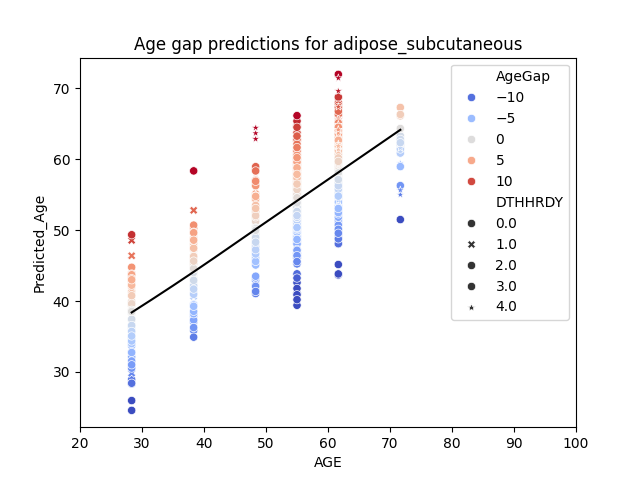 Age gap predictions for adipose_subcutaneous
Predicted_Age
70
60
50
40
30
20 30 40 50 60 70 80 90 100
AGE
AgeGap
−10
−5
0
5
10
DTHHRDY
0.0
1.0
2.0
3.0
4.0